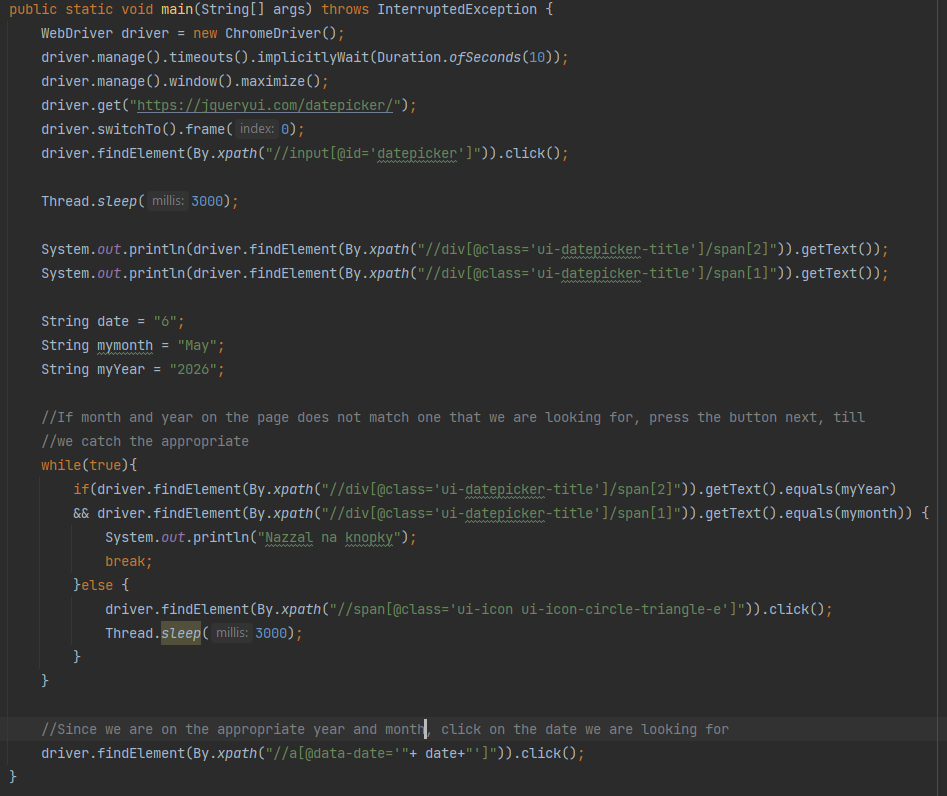 public static void main(String[] args) throws InterruptedException {
WebDriver driver = new ChromeDriver();
driver.manage().timeouts().implicitlyWait(Duration.ofSeconds(10));
driver.manage().window().maximize();
driver.get("https://jqueryui.com/datepicker/");
driver.switchTo().frame( index: 0);
driver.findElement(By.xpath("//input[@id='datepicker']")).click();
Thread.sleep( millis: 3000);
System.out.println(driver.findElement(By.xpath("//div[@class='ui-datepicker-title']/span[2]")).getText());
System.out.println(driver.findElement(By.xpath("//div[@class='ui-datepicker-title']/span[1]")).getText());
String date = "6";
String mymonth = "May";
String myYear = "2026";
//If month and year on the page does not match one that we are looking for, press the button next, till
//we catch the appropriate
while(true){
if(driver.findElement(By.xpath("//div[@class='ui-datepicker-title']/span[2]")).getText().equals(myYear)
&& driver.findElement(By.xpath("//div[@class='ui-datepicker-title']/span[1]")).getText().equals(mymonth)) {
System.out.println("Nazzal na knopky");
break;
}else {
driver.findElement(By.xpath("//span[@class='ui-icon ui-icon-circle-triangle-e']")).click();
Thread.sleep( millis: 3000);
}
}
//Since we are on the appropriate year and month, click on the date we are looking for
driver.findElement(By.xpath("//a[@data-date='"+ date+"']")).click();
}